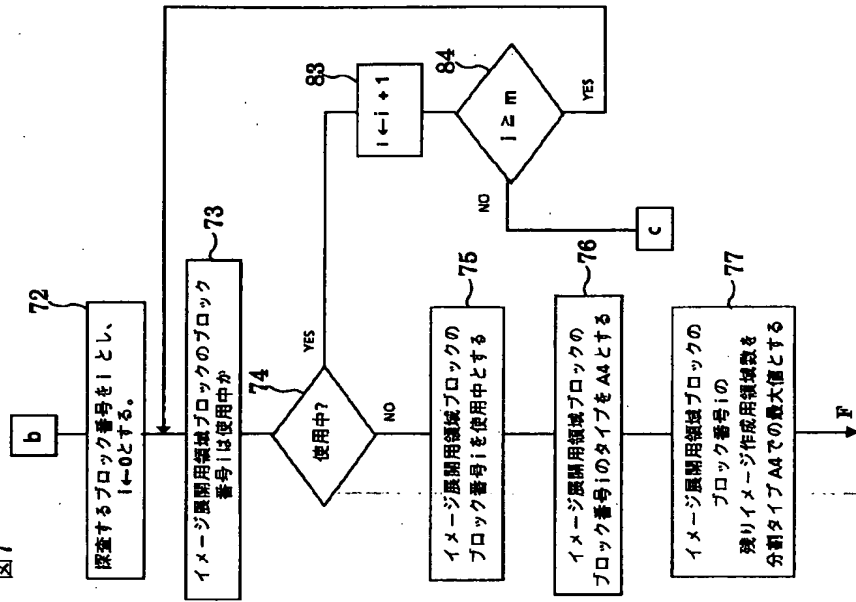 図7
b
72
探査するブロック番号をiとし、
i←0とする。
73
イメージ展開用領域ブロックのブロック
番号iは使用中か
74
使用中?
YES
NO
83
i←i+1
84
i≧m
YES
NO
c
75
イメージ展開用領域ブロックの
ブロック番号iを使用中とする
76
イメージ展開用領域ブロックの
ブロック番号iのタイプをA4とする
77
イメージ展開用領域ブロックの
ブロック番号iの
残りイメージ作成用領域数を
分割タイプA4での最大値とする
F